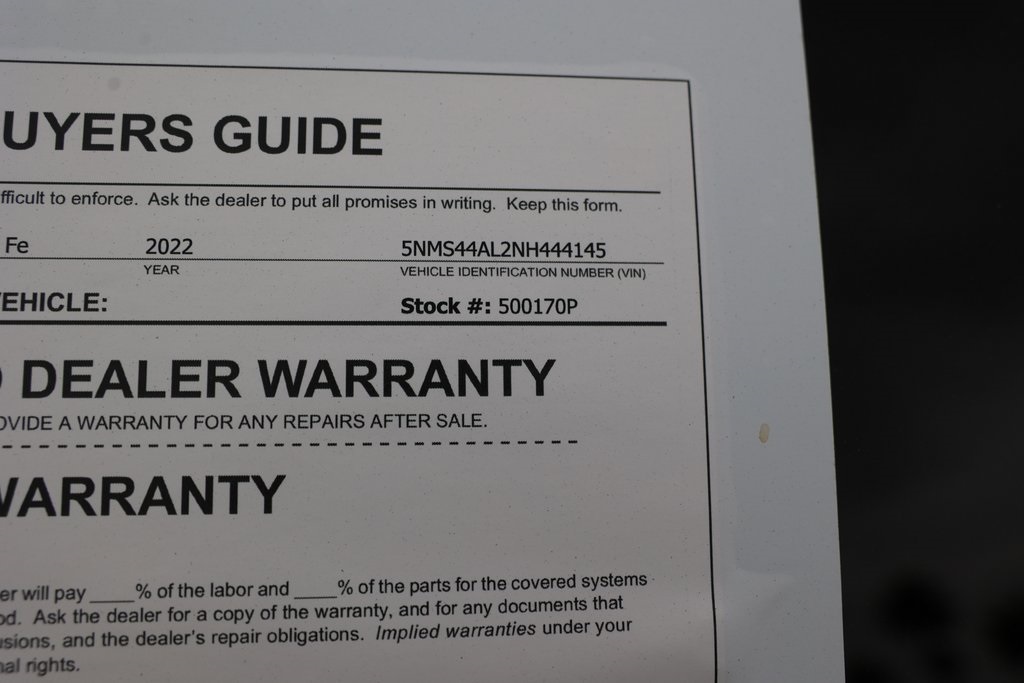 UYERS GUIDE
fficult to enforce. Ask the dealer to put all promises in writing. Keep this form.
Fe 2022 5NMS44AL2NH444145
YEAR VEHICLE IDENTIFICATION NUMBER (VIN)
EHICLE: Stock #: 500170P
DEALER WARRANTY
OVIDE A WARRANTY FOR ANY REPAIRS AFTER SALE.
WARRANTY
er will pay ____% of the labor and ____% of the parts for the covered systems
od. Ask the dealer for a copy of the warranty, and for any documents that
usions, and the dealer's repair obligations. Implied warranties under your
nal rights.